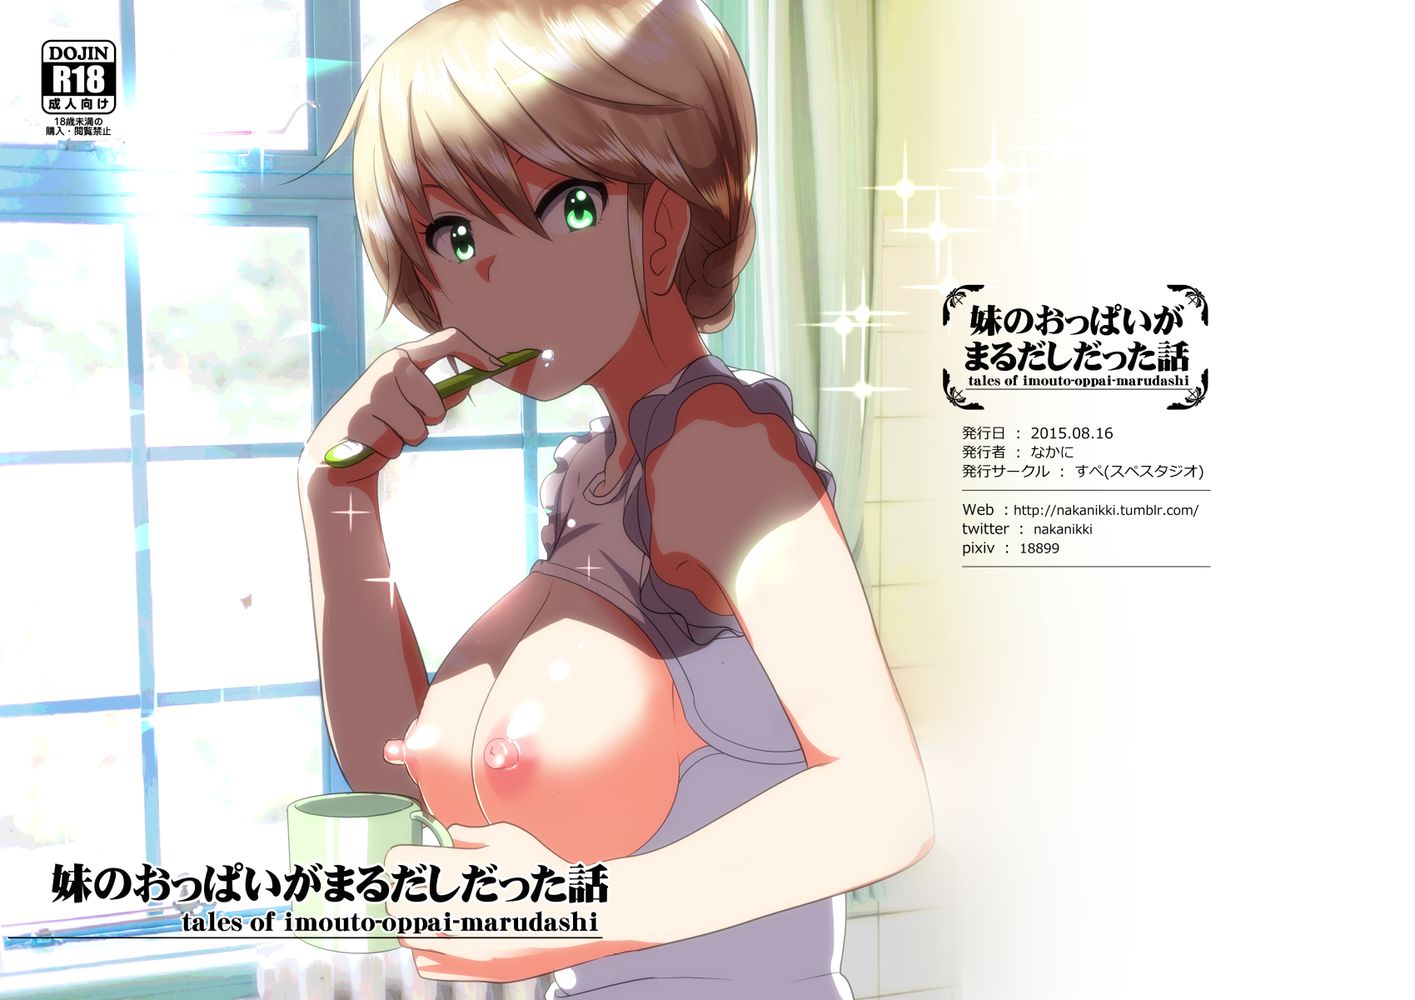 DOJIN
R18
成人向け
18歳未満の
購入・閲覧禁止
妹のおっぱいが
まるだしだった話
tales of imouto-oppai-marudashi
発行日 ： 2015.08.16
発行者 ： なかに
発行サークル ： すぺ(スペスタジオ)
Web ：http://nakanikki.tumblr.com/
twitter ： nakanikki
pixiv ： 18899
妹のおっぱいがまるだしだった話
tales of imouto-oppai-marudashi